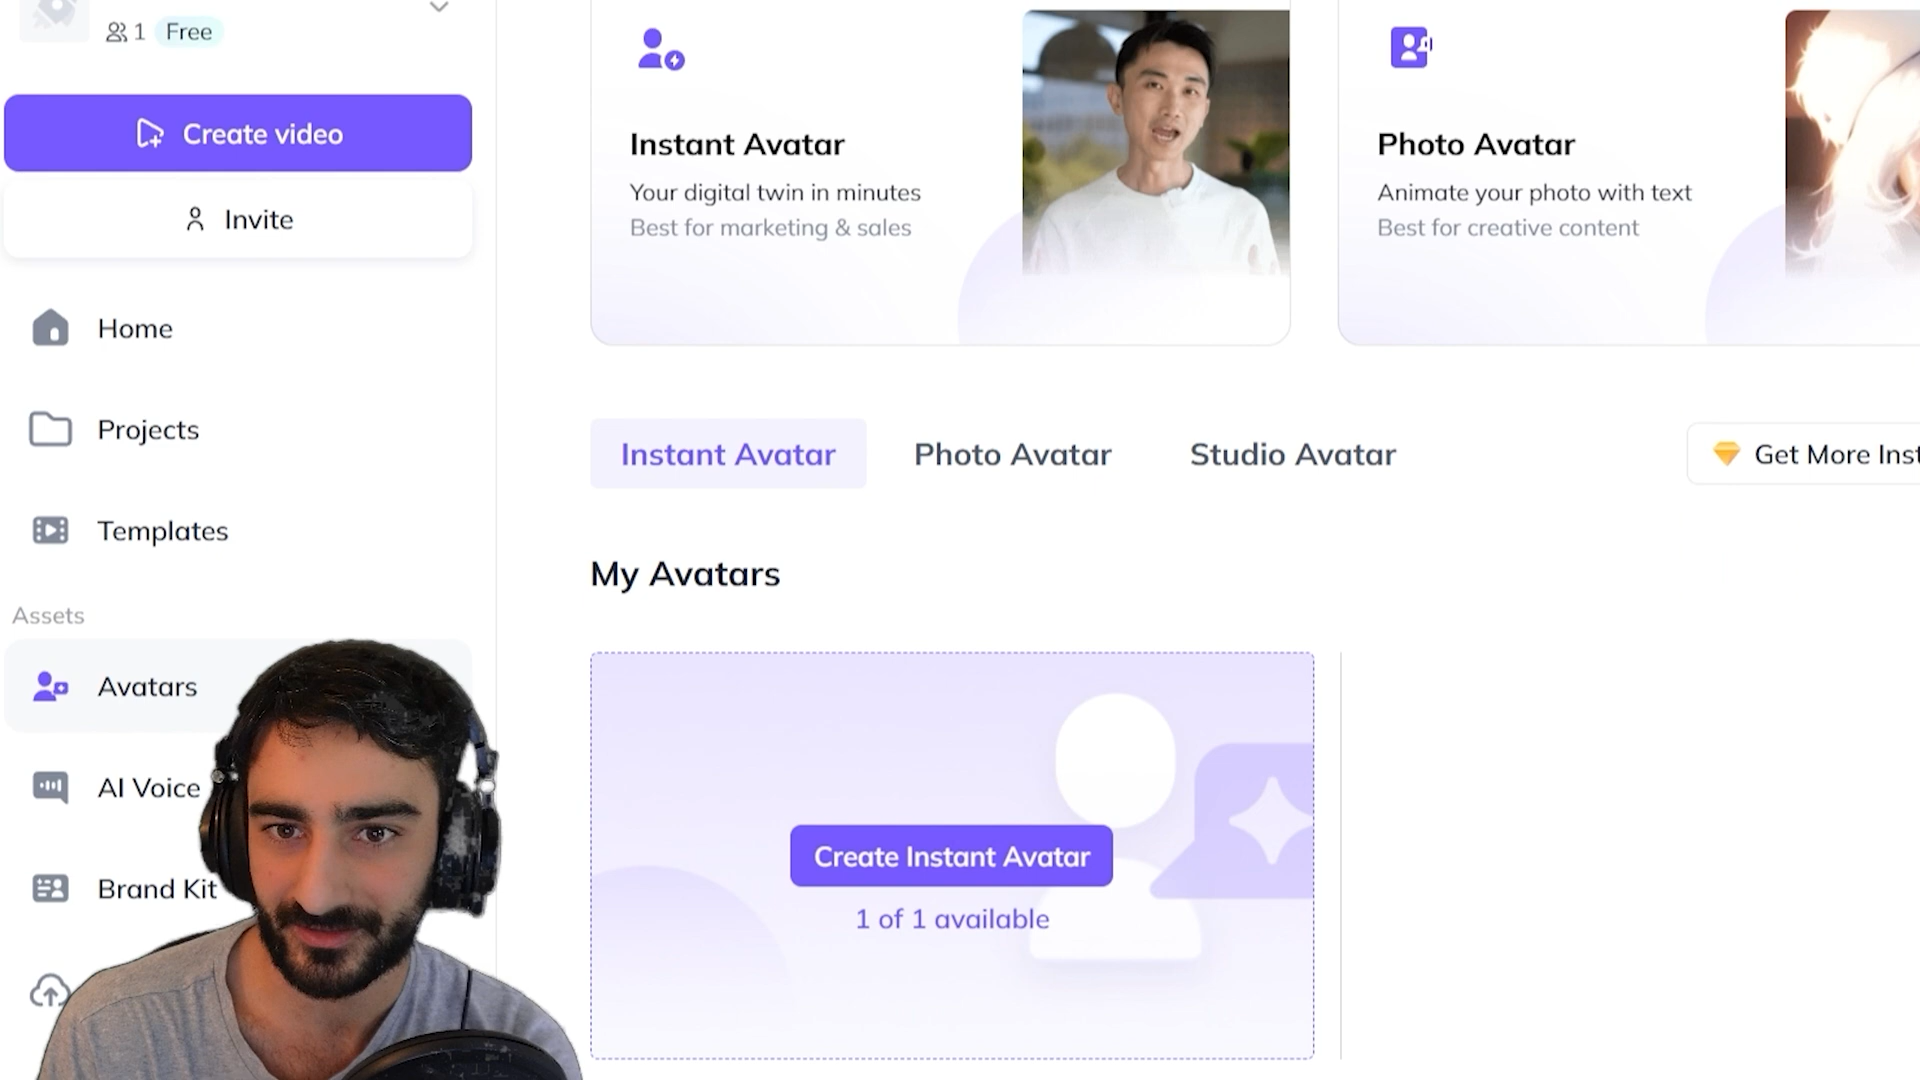 1 Free
Create video
Invite
Home
Projects
Templates
Assets
Avatars
AI Voice
Brand Kit
Instant Avatar
Your digital twin in minutes
Best for marketing & sales
Photo Avatar
Animate your photo with text
Best for creative content
Instant Avatar Photo Avatar Studio Avatar
Get More Inst
My Avatars
Create Instant Avatar
1 of 1 available